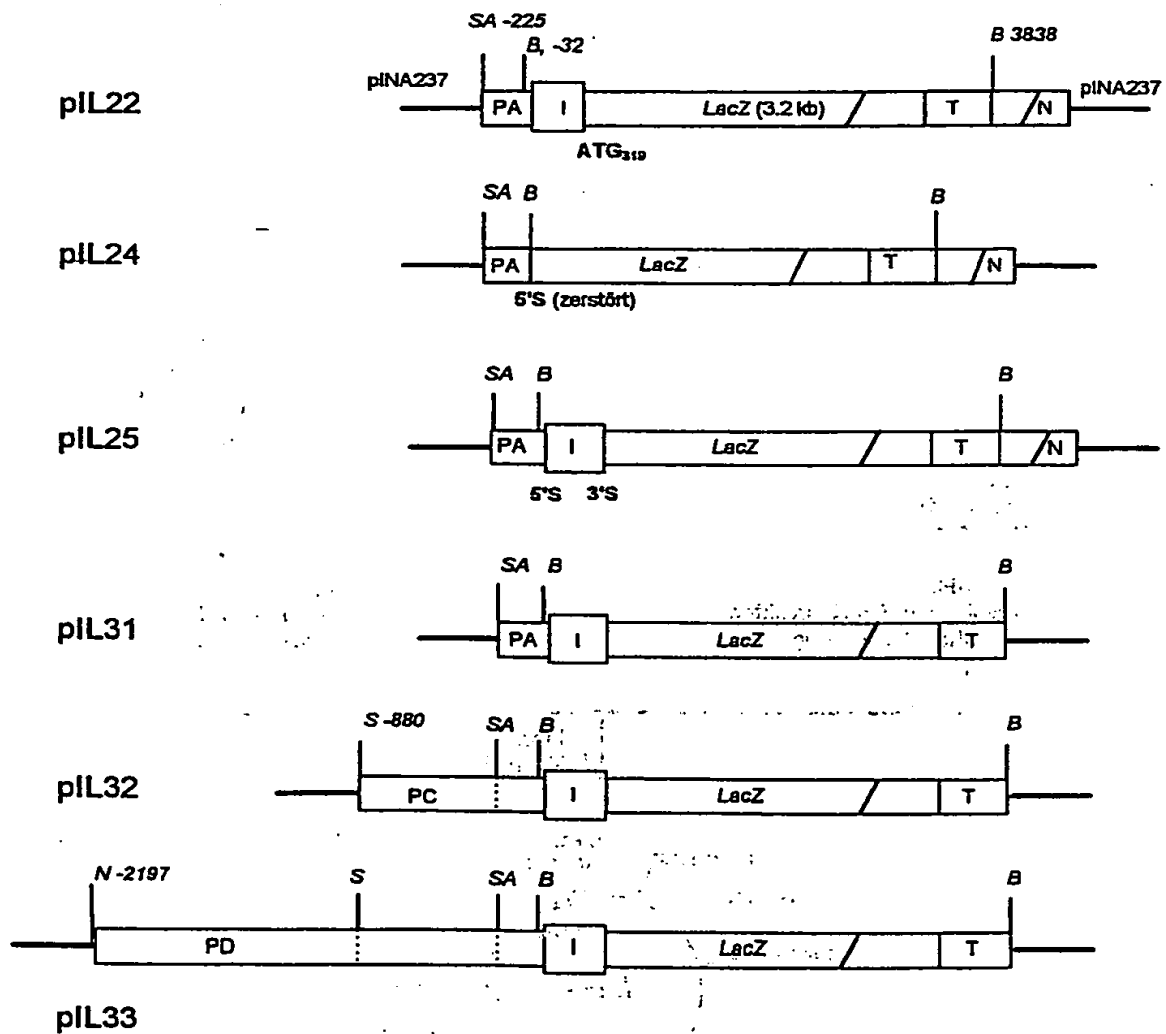 SA -225
B, -32
B 3838
pIL22
pINA237
PA
I
LacZ (3.2 kb)
T
N
pINA237
ATG₃₁₉
SA B
B
pIL24
PA
LacZ
T
N
5'S (zerstört)
SA B
B
pIL25
PA
I
LacZ
T
N
5'S 3'S
SA B
B
pIL31
PA
I
LacZ
T
S -880
SA B
B
pIL32
PC
I
LacZ
T
N -2197
S
SA B
B
PD
I
LacZ
T
pIL33